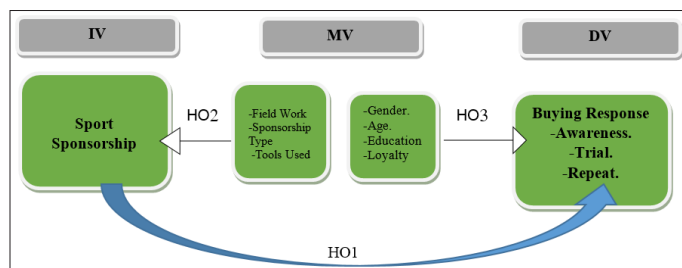 IV
MV
DV
Sport
Sponsorship
HO2
-Field Work
-Sponsorship
Type
-Tools Used
-Gender.
-Age.
-Education
-Loyalty
HO3
Buying Response
-Awareness.
-Trial.
-Repeat.
HO1